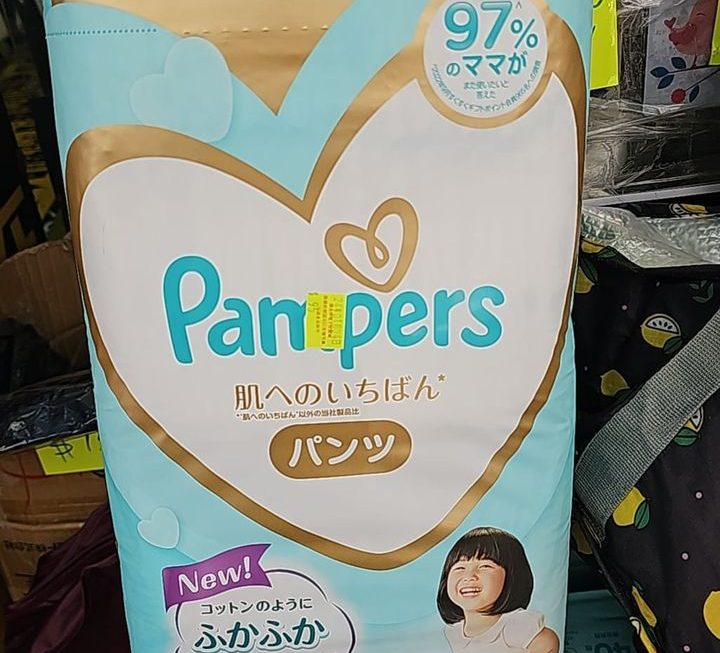 97%^
のママが
また使いたいと
答えた
Pampers
肌へのいちばん*
*"肌へのいちばん"以外の当社製品比
パンツ
New!
コットンのように
ふかふか